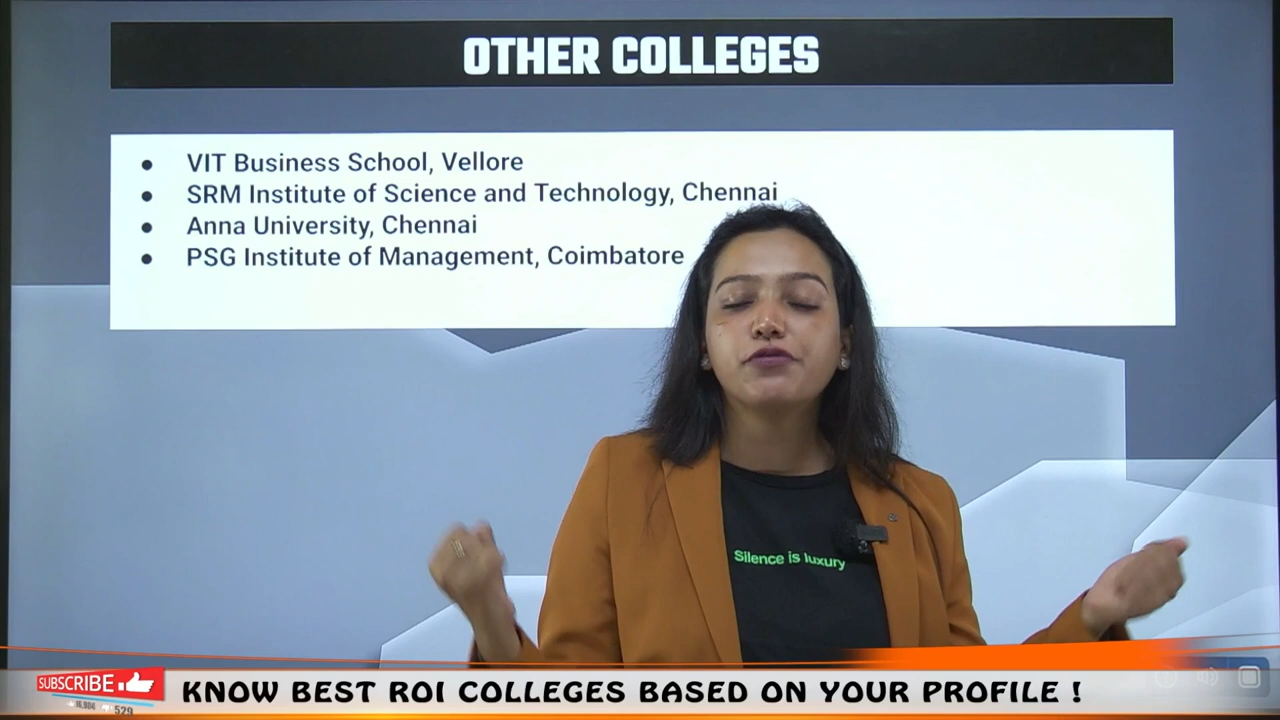 OTHER COLLEGES
VIT Business School, Vellore
SRM Institute of Science and Technology, Chennai
Anna University, Chennai
PSG Institute of Management, Coimbatore
Silence is luxury
SUBSCRIBE
529
KNOW BEST ROI COLLEGES BASED ON YOUR PROFILE !